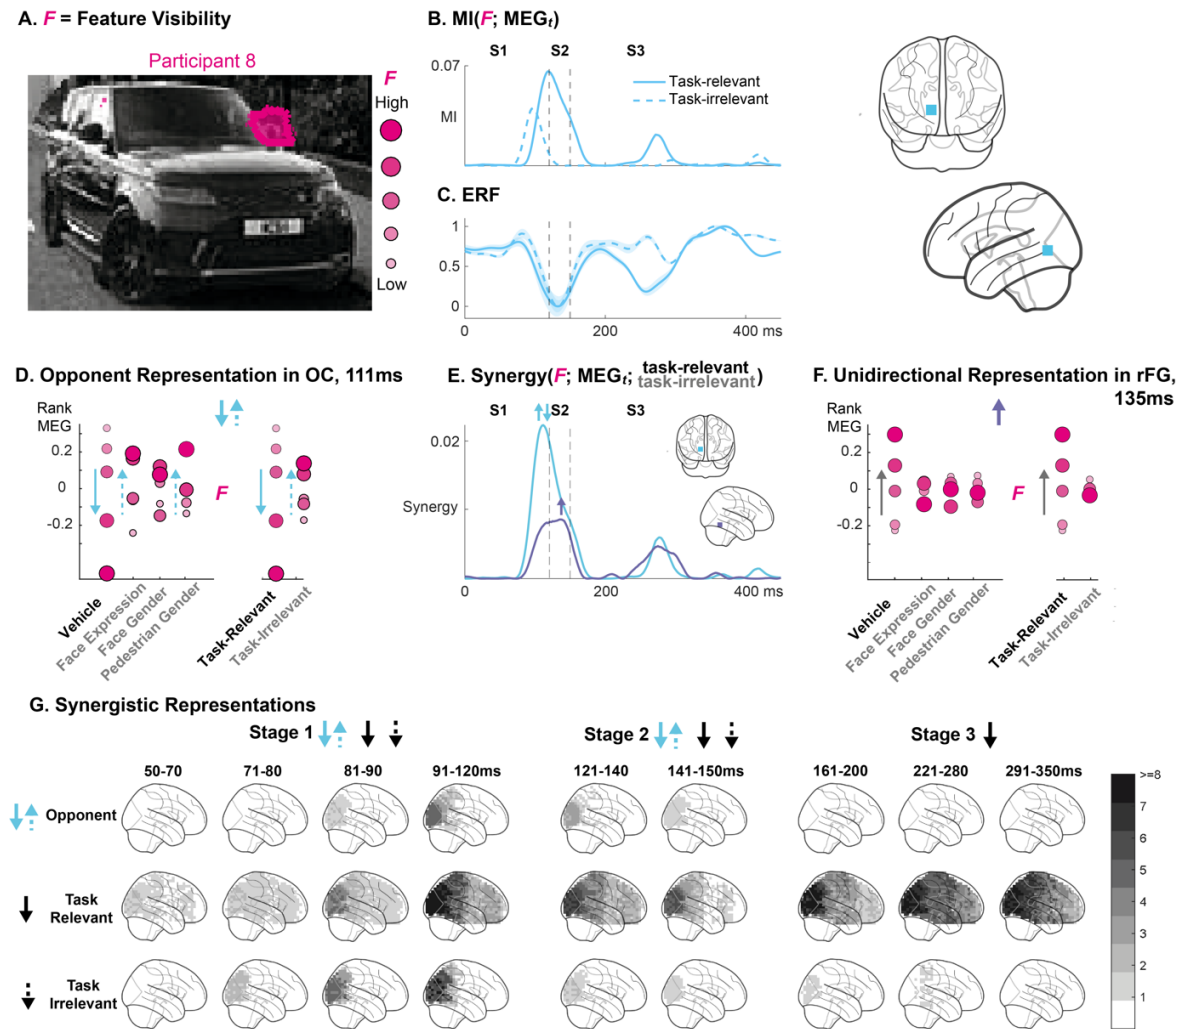 A. F = Feature Visibility
Participant 8
F
High
Low
B. MI(F; MEGt)
S1 S2 S3
0.07
MI
Task-relevant
Task-irrelevant
C. ERF
1
0.5
0
0 200 400 ms
D. Opponent Representation in OC, 111ms
Rank
MEG
0.2
0
-0.2
F
Vehicle
Face Expression
Face Gender
Pedestrian Gender
Task-Relevant
Task-Irrelevant
E. Synergy(F; MEGt; task-relevant
task-irrelevant)
S1 S2 S3
0.02
Synergy
0 200 400 ms
F. Unidirectional Representation in rFG,
135ms
Rank
MEG
0.2
0
-0.2
F
Vehicle
Face Expression
Face Gender
Pedestrian Gender
Task-Relevant
Task-Irrelevant
G. Synergistic Representations
Stage 1 Stage 2 Stage 3
50-70 71-80 81-90 91-120ms 121-140 141-150ms 161-200 221-280 291-350ms
Opponent
Task
Relevant
Task
Irrelevant
>=8
7
6
5
4
3
2
1